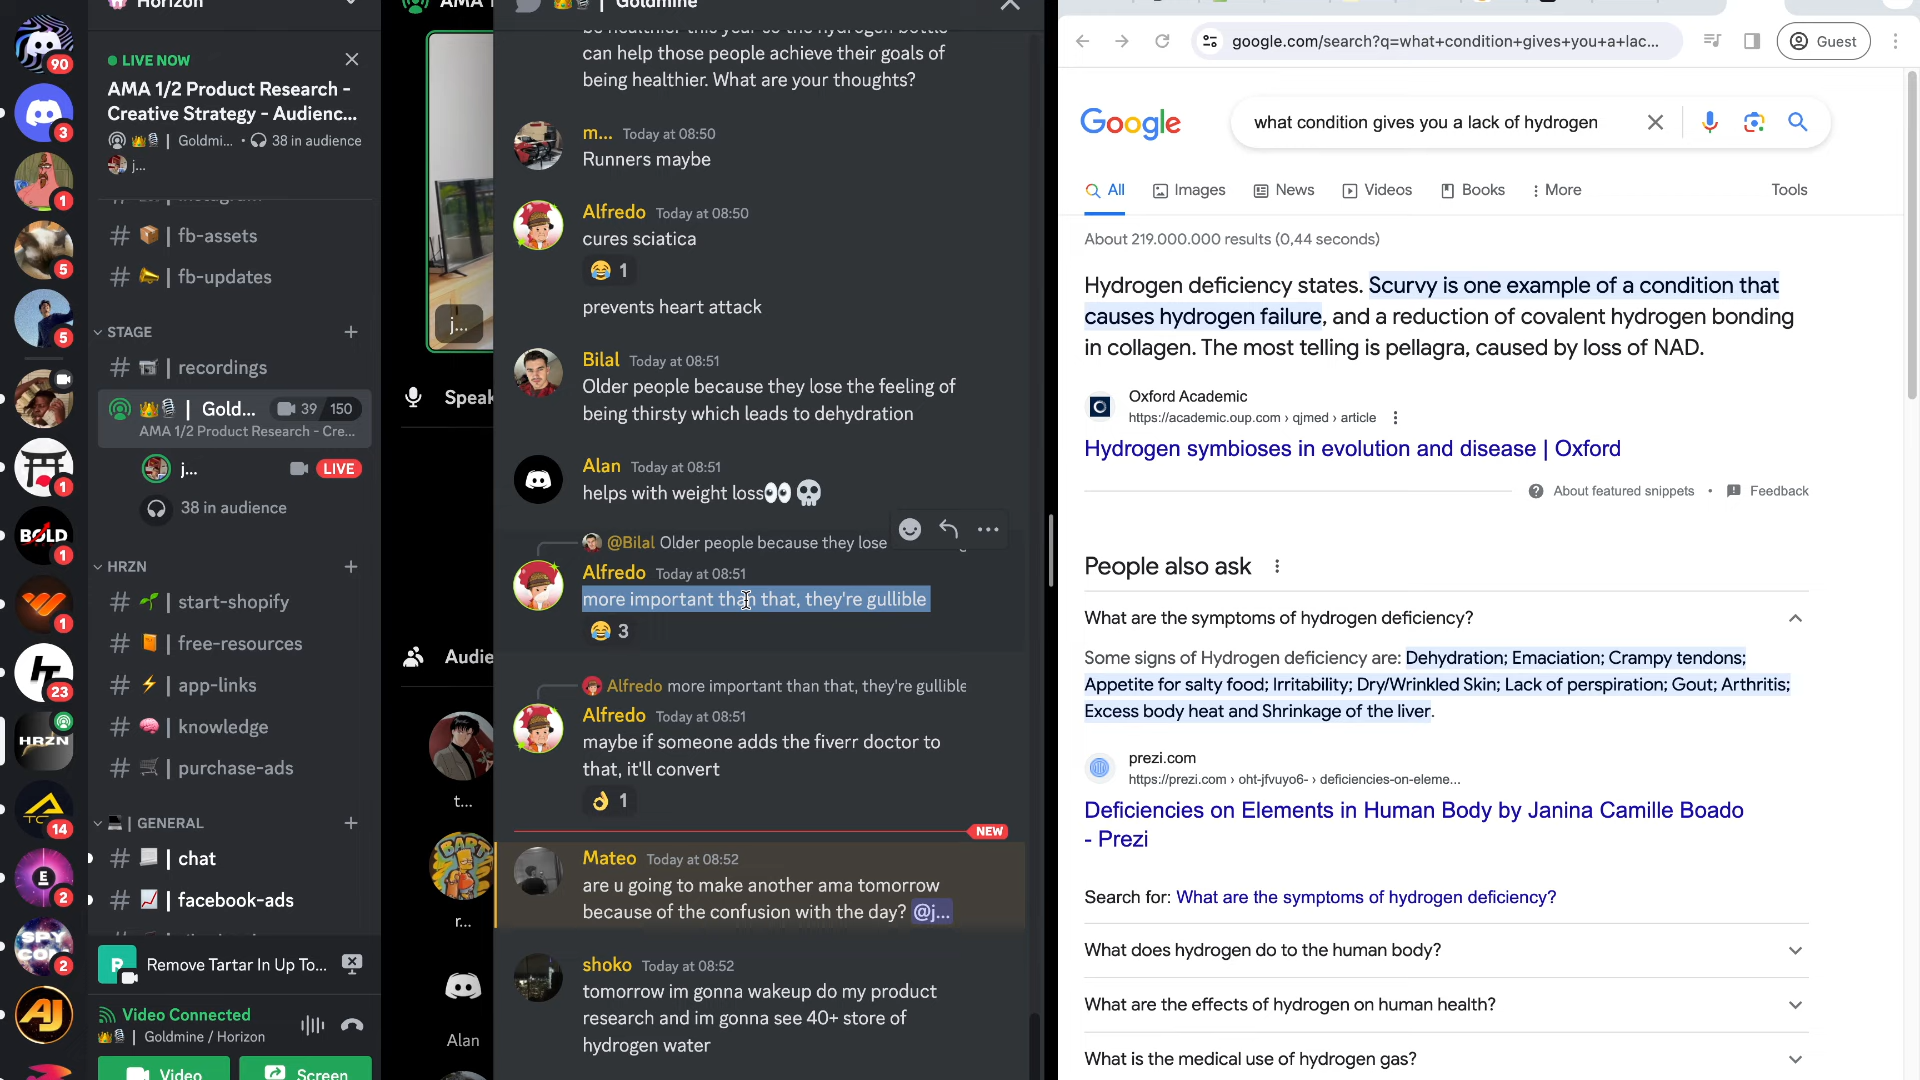 Horizon
90
LIVE NOW
AMA 1/2 Product Research -
Creative Strategy - Audienc...
| Goldmi... • 38 in audience
j...
3
1
# | fb-assets
5
# | fb-updates
5
STAGE
# | recordings
| Gold... 39 150
AMA 1/2 Product Research - Cre...
j... LIVE
1
38 in audience
BOLD
1
HRZN
# | start-shopify
1
# | free-resources
23
# | app-links
HRZN
# | knowledge
# | purchase-ads
TC
14
| GENERAL
# | chat
E
2
# | facebook-ads
SPY
2
R
Remove Tartar In Up To...
AJ
Video Connected
| Goldmine / Horizon
Video
Screen
AMA 1
j...
Speak
Audie
t...
BART
r...
Alan
| Goldmine
be healthier this year so the hydrogen bottle
can help those people achieve their goals of
being healthier. What are your thoughts?
m... Today at 08:50
Runners maybe
Alfredo Today at 08:50
cures sciatica
1
prevents heart attack
Bilal Today at 08:51
Older people because they lose the feeling of
being thirsty which leads to dehydration
Alan Today at 08:51
helps with weight loss👀💀
@Bilal Older people because they lose
Alfredo Today at 08:51
more important than that, they're gullible
😂 3
Alfredo more important than that, they're gullible
Alfredo Today at 08:51
maybe if someone adds the fiverr doctor to
that, it'll convert
👌 1
NEW
Mateo Today at 08:52
are u going to make another ama tomorrow
because of the confusion with the day? @j...
shoko Today at 08:52
tomorrow im gonna wakeup do my product
research and im gonna see 40+ store of
hydrogen water
google.com/search?q=what+condition+gives+you+a+lac...
Guest
Google
what condition gives you a lack of hydrogen
All Images News Videos Books More Tools
About 219.000.000 results (0,44 seconds)
Hydrogen deficiency states. Scurvy is one example of a condition that
causes hydrogen failure, and a reduction of covalent hydrogen bonding
in collagen. The most telling is pellagra, caused by loss of NAD.
Oxford Academic
https://academic.oup.com › qjmed › article
Hydrogen symbioses in evolution and disease | Oxford
About featured snippets • Feedback
People also ask
What are the symptoms of hydrogen deficiency?
Some signs of Hydrogen deficiency are: Dehydration; Emaciation; Crampy tendons;
Appetite for salty food; Irritability; Dry/Wrinkled Skin; Lack of perspiration; Gout; Arthritis;
Excess body heat and Shrinkage of the liver.
prezi.com
https://prezi.com › oht-jfvuyo6- › deficiencies-on-eleme...
Deficiencies on Elements in Human Body by Janina Camille Boado
- Prezi
Search for: What are the symptoms of hydrogen deficiency?
What does hydrogen do to the human body?
What are the effects of hydrogen on human health?
What is the medical use of hydrogen gas?